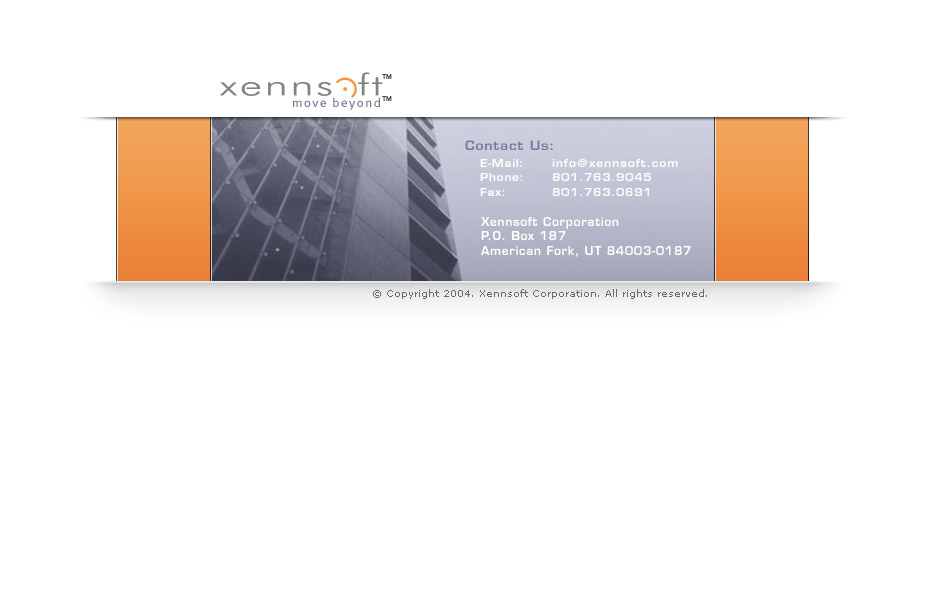 xennsoft™
move beyond™
Contact Us:
E-Mail: info@xennsoft.com
Phone: 801.763.9045
Fax: 801.763.0691
Xennsoft Corporation
P.O. Box 187
American Fork, UT 84003-0187
© Copyright 2004. Xennsoft Corporation. All rights reserved.